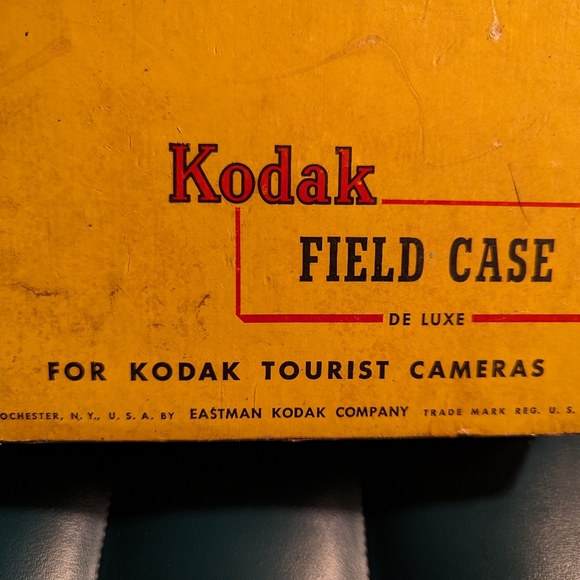 Kodak
FIELD CASE
DE LUXE
FOR KODAK TOURIST CAMERAS
OCHESTER, N.Y., U.S.A. BY EASTMAN KODAK COMPANY TRADE MARK REG. U.S.